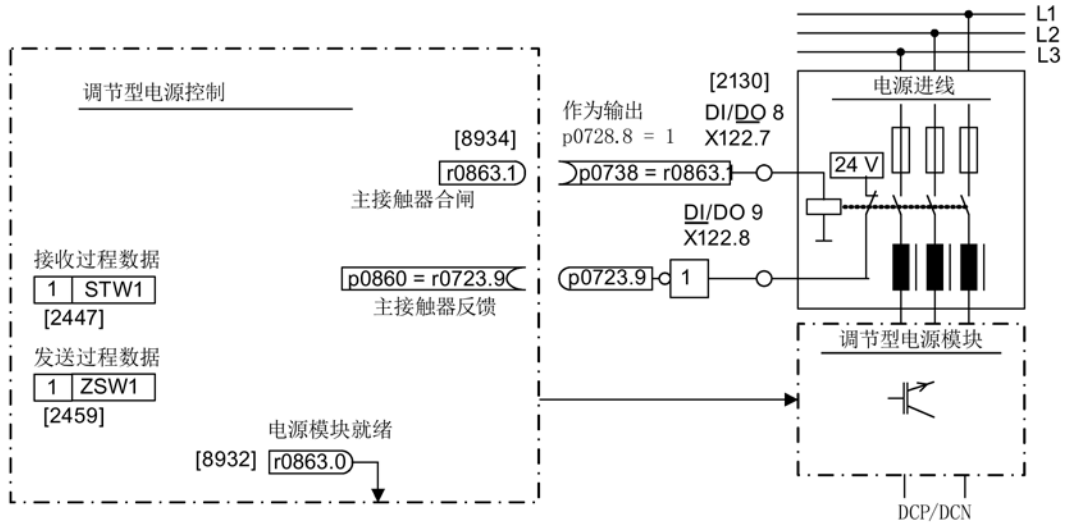 L1
L2
L3
调节型电源控制
[2130]
电源进线
作为输出
DI/DO 8
p0728.8 = 1
X122.7
[8934]
24 V
r0863.1
p0738 = r0863.1
主接触器合闸
DI/DO 9
X122.8
接收过程数据
p0860 = r0723.9
p0723.9
1
1 STW1
主接触器反馈
[2447]
调节型电源模块
发送过程数据
1 ZSW1
[2459]
电源模块就绪
[8932]
r0863.0
DCP/DCN